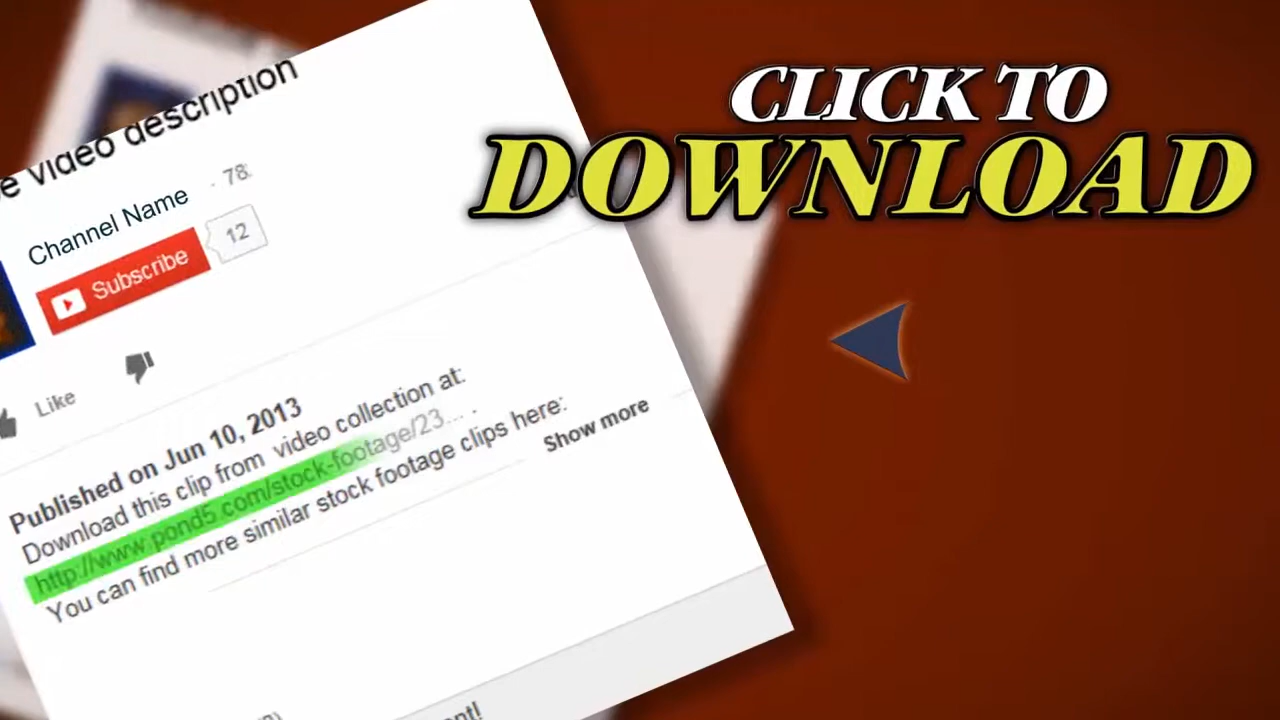 CLICK TO
DOWNLOAD
video description
Channel Name
78
Subscribe
12
Like
Published on Jun 10, 2013
Download this clip from video collection at:
http://www.pond5.com/stock-footage/23...
You can find more similar stock footage clips here:
Show more